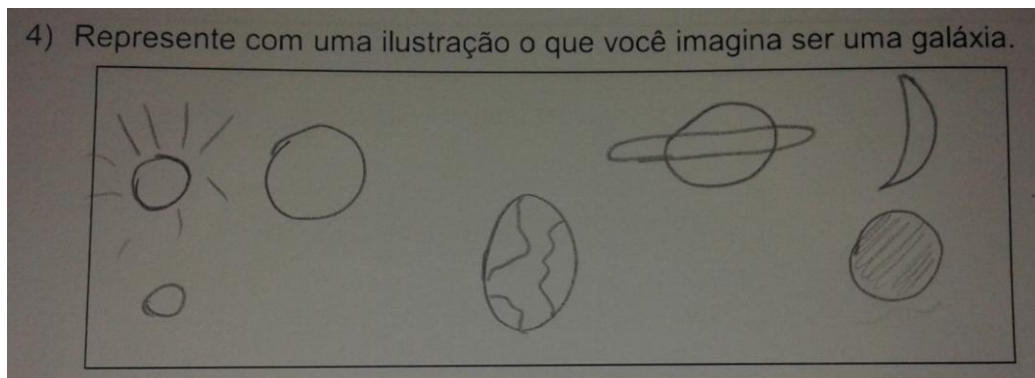 4) Represente com uma ilustração o que você imagina ser uma galáxia.